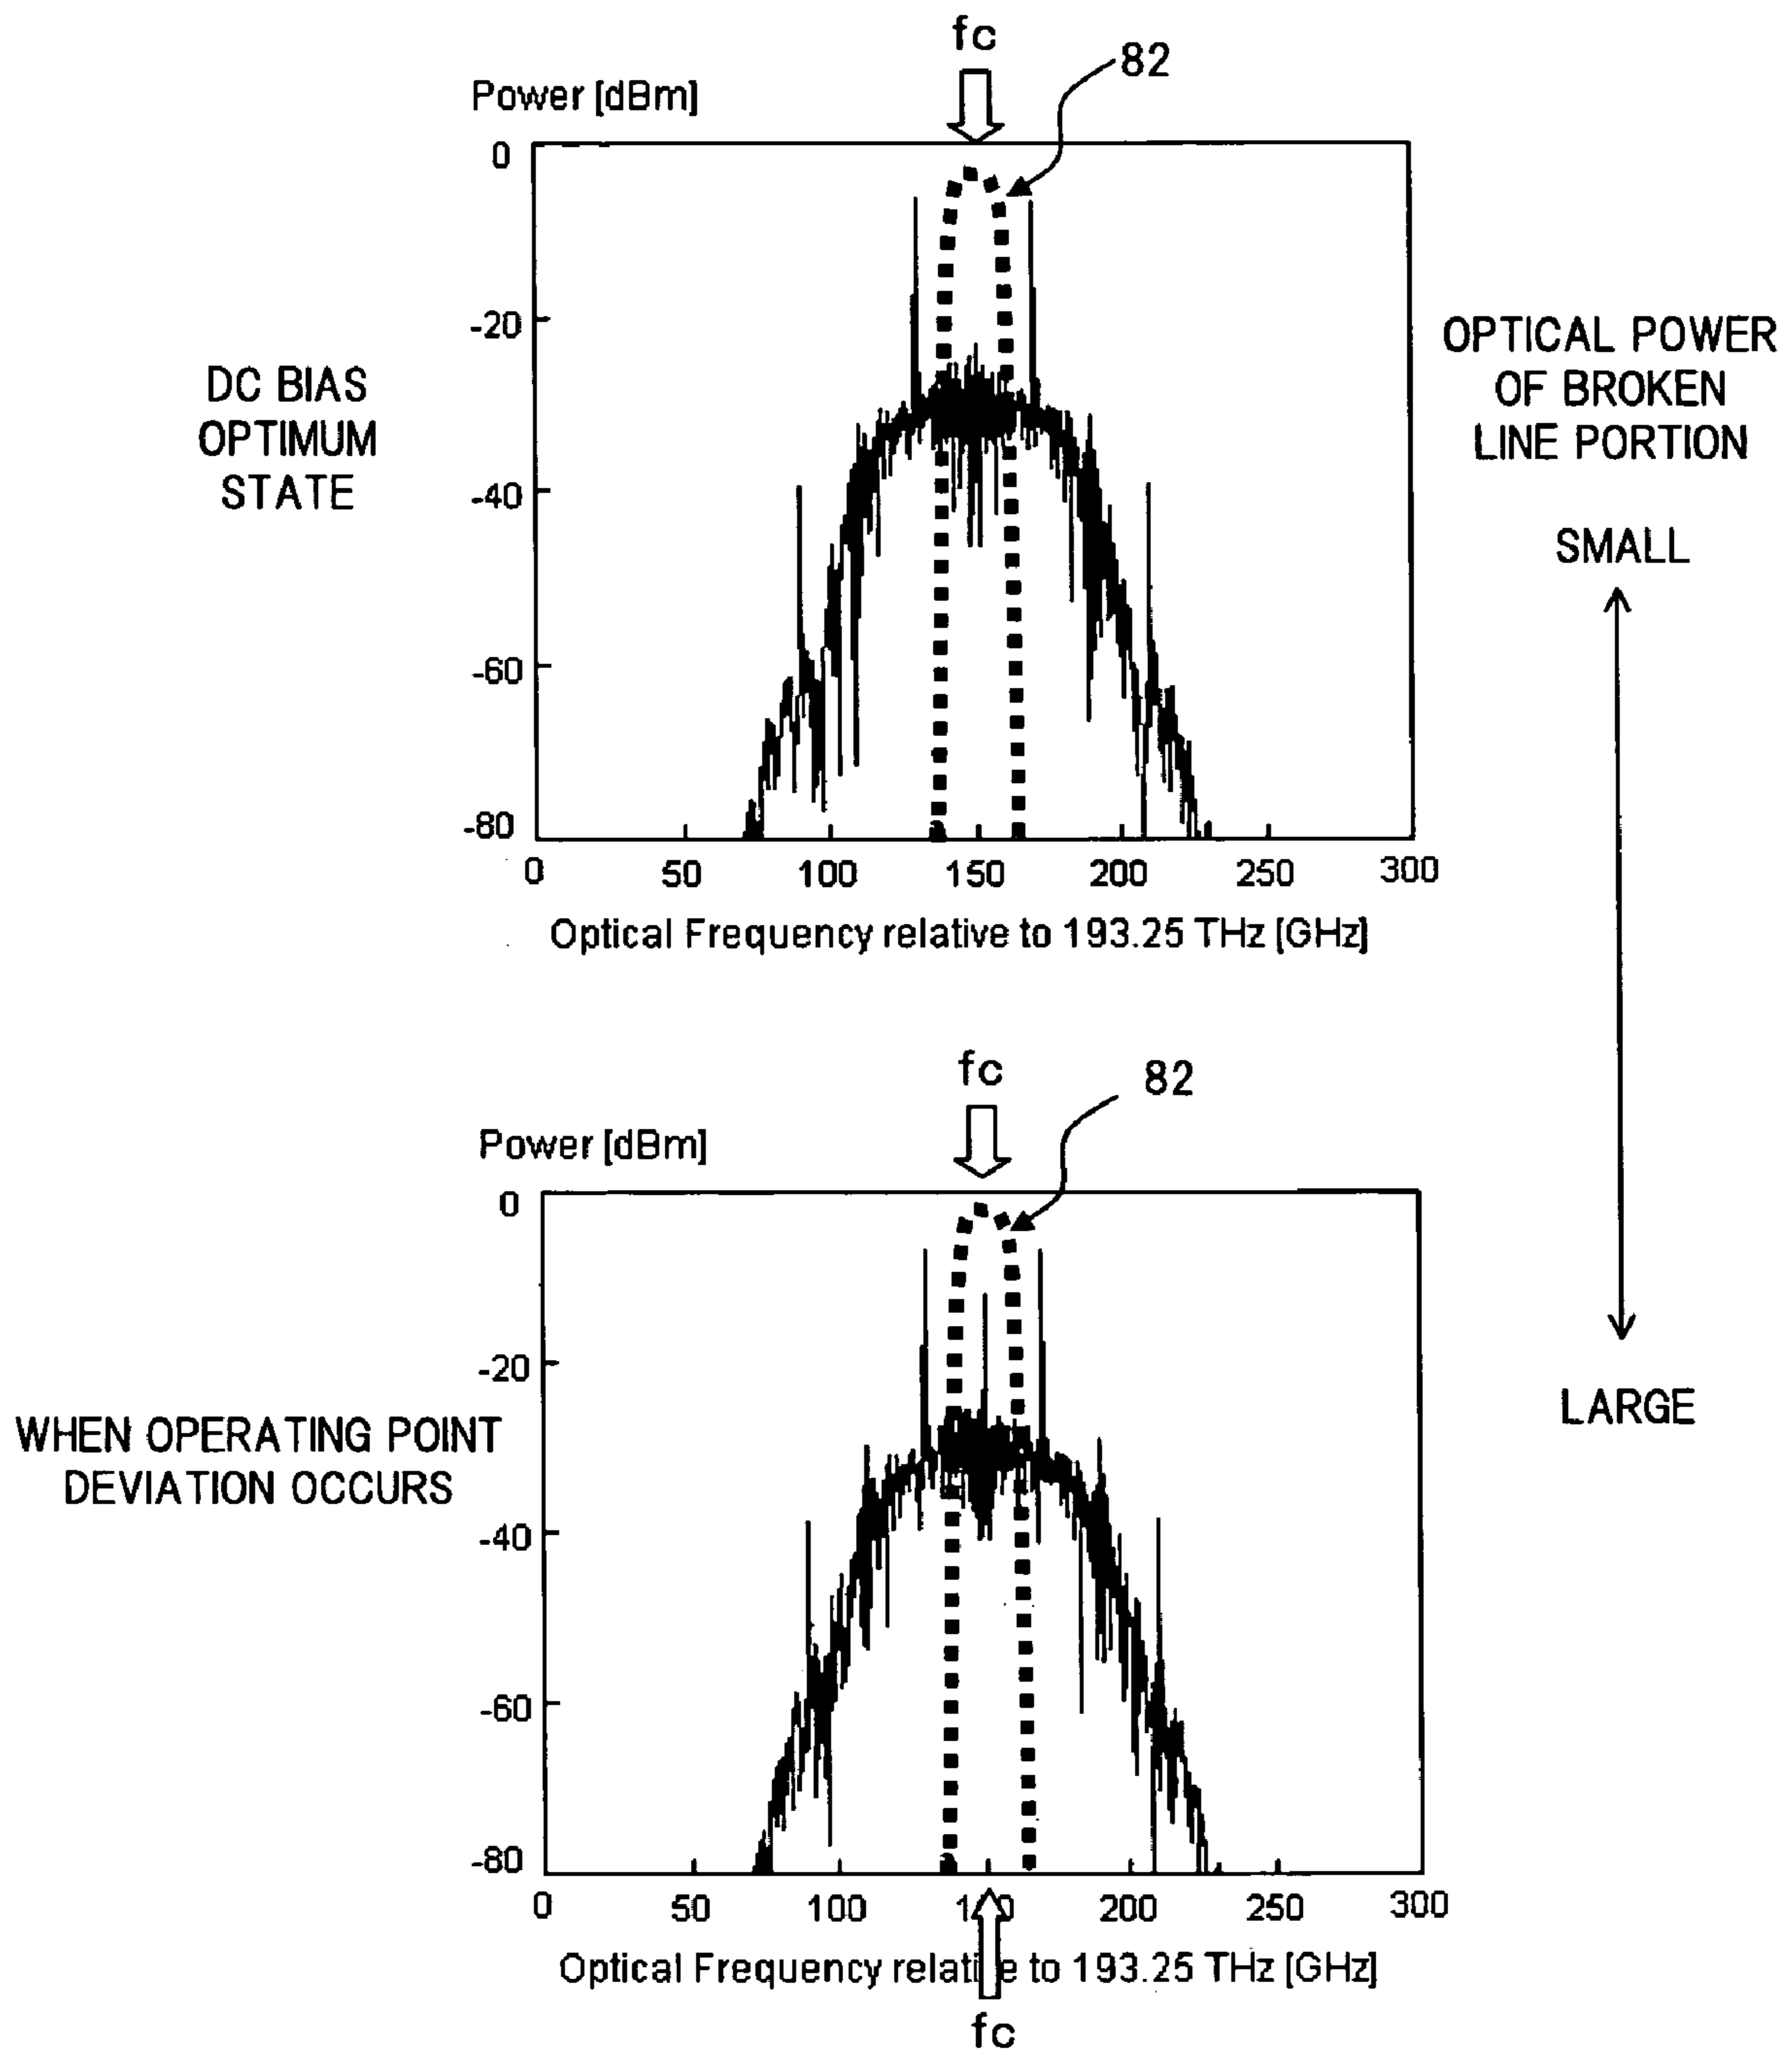 fc
82
Power [dBm]
0
-20
-40
-60
-80
0 50 100 150 200 250 300
Optical Frequency relative to 193.25 THz [GHz]
DC BIAS
OPTIMUM
STATE
OPTICAL POWER
OF BROKEN
LINE PORTION
SMALL
LARGE
fc
82
Power [dBm]
0
-20
-40
-60
-80
0 50 100 150 200 250 300
Optical Frequency relative to 193.25 THz [GHz]
fc
WHEN OPERATING POINT
DEVIATION OCCURS